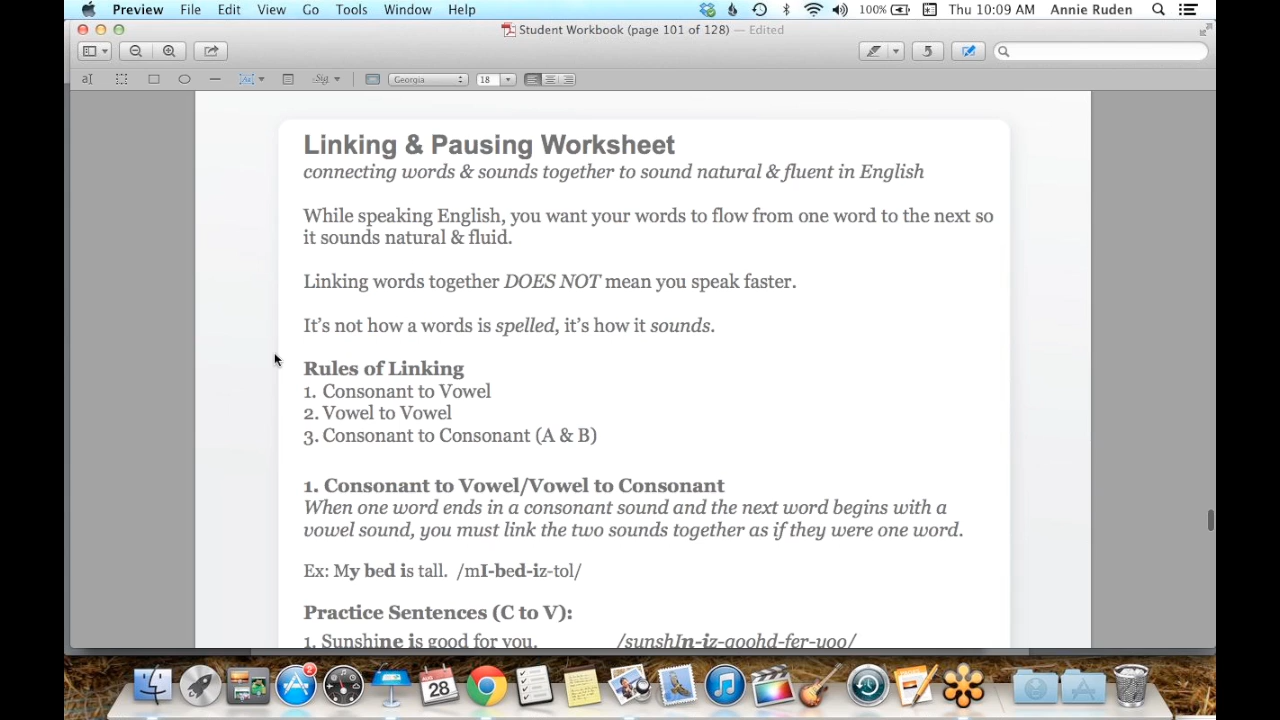 Preview File Edit View Go Tools Window Help 100% Thu 10:09 AM Annie Ruden
Student Workbook (page 101 of 128) — Edited
Georgia 18
Linking & Pausing Worksheet
connecting words & sounds together to sound natural & fluent in English
While speaking English, you want your words to flow from one word to the next so
it sounds natural & fluid.
Linking words together DOES NOT mean you speak faster.
It's not how a words is spelled, it's how it sounds.
Rules of Linking
1. Consonant to Vowel
2. Vowel to Vowel
3. Consonant to Consonant (A & B)
1. Consonant to Vowel/Vowel to Consonant
When one word ends in a consonant sound and the next word begins with a
vowel sound, you must link the two sounds together as if they were one word.
Ex: My bed is tall. /mI-bed-iz-tol/
Practice Sentences (C to V):
1. Sunshine is good for you. /sunshIn-iz-goohd-fer-yoo/
2
AUG
28